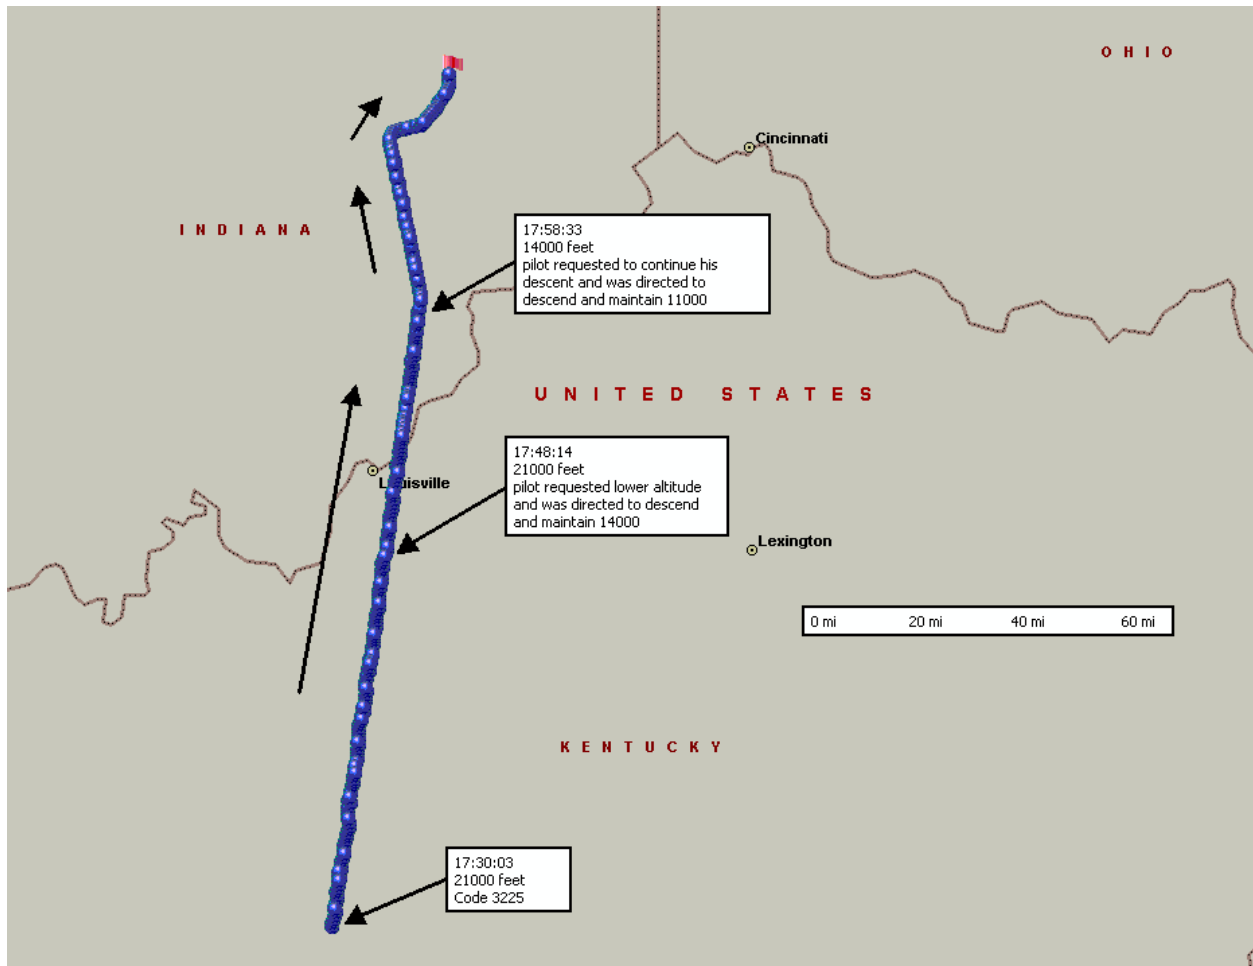 O H I O
Cincinnati
I N D I A N A
17:58:33
14000 feet
pilot requested to continue his
descent and was directed to
descend and maintain 11000
U N I T E D   S T A T E S
17:48:14
21000 feet
pilot requested lower altitude
and was directed to descend
and maintain 14000
Louisville
Lexington
0 mi 20 mi 40 mi 60 mi
K E N T U C K Y
17:30:03
21000 feet
Code 3225